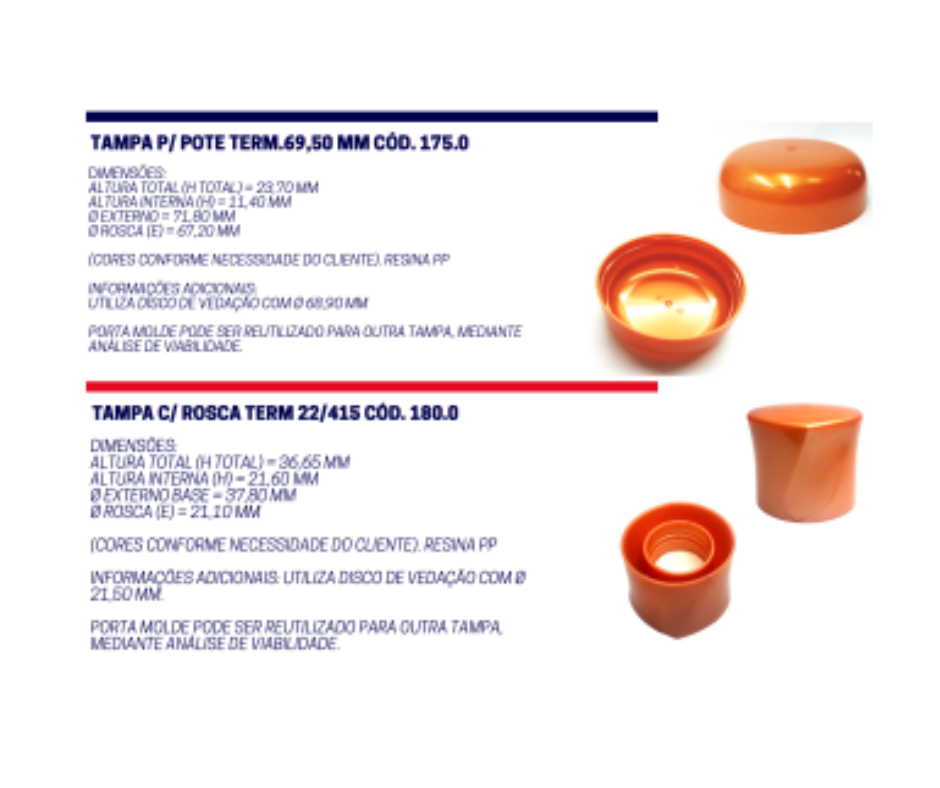 TAMPA P/ POTE TERM.69,50 MM CÓD. 175.0
DIMENSÕES:
ALTURA TOTAL (H TOTAL) = 23,70 MM
ALTURA INTERNA (H) = 11,40 MM
Ø EXTERNO = 71,80 MM
Ø ROSCA (E) = 67,20 MM
(CORES CONFORME NECESSIDADE DO CLIENTE). RESINA PP
INFORMAÇÕES ADICIONAIS:
UTILIZA DISCO DE VEDAÇÃO COM Ø 68,90 MM
PORTA MOLDE PODE SER REUTILIZADO PARA OUTRA TAMPA, MEDIANTE
ANÁLISE DE VIABILIDADE.
TAMPA C/ ROSCA TERM 22/415 CÓD. 180.0
DIMENSÕES:
ALTURA TOTAL (H TOTAL) = 36,65 MM
ALTURA INTERNA (H) = 21,60 MM
Ø EXTERNO BASE = 37,80 MM
Ø ROSCA (E) = 21,10 MM
(CORES CONFORME NECESSIDADE DO CLIENTE). RESINA PP
INFORMAÇÕES ADICIONAIS: UTILIZA DISCO DE VEDAÇÃO COM Ø
21,50 MM.
PORTA MOLDE PODE SER REUTILIZADO PARA OUTRA TAMPA,
MEDIANTE ANÁLISE DE VIABILIDADE.